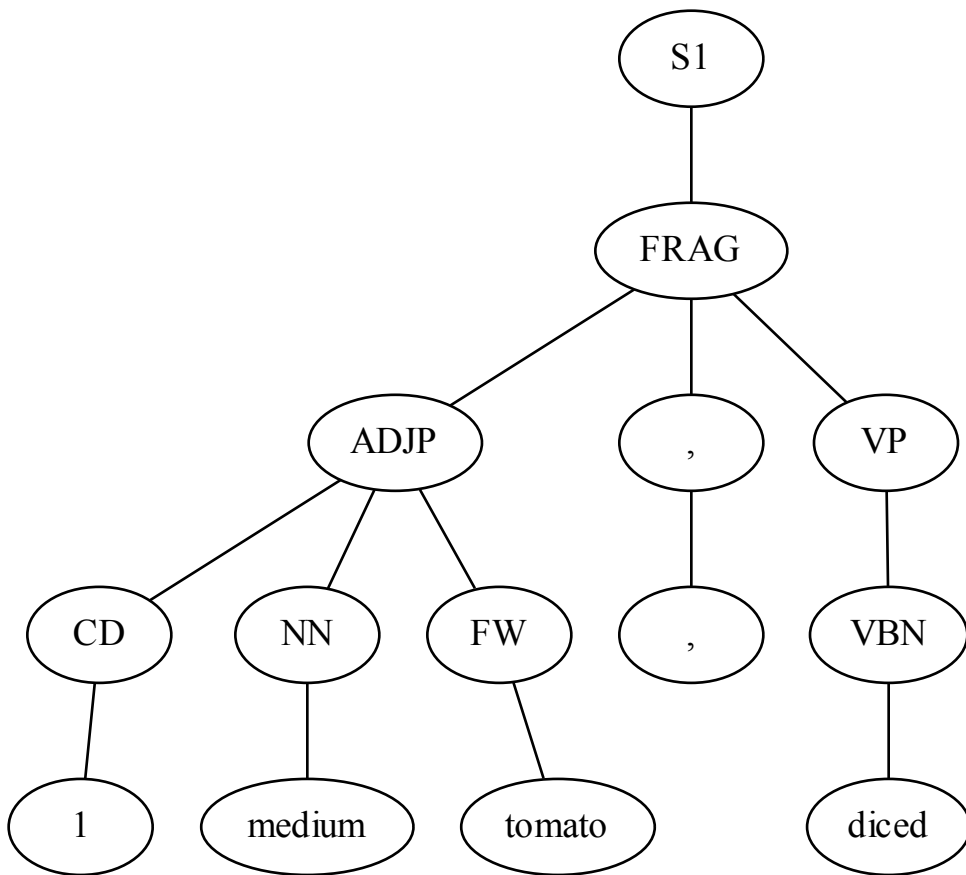 S1
FRAG
ADJP , VP
CD NN FW , VBN
1 medium tomato diced